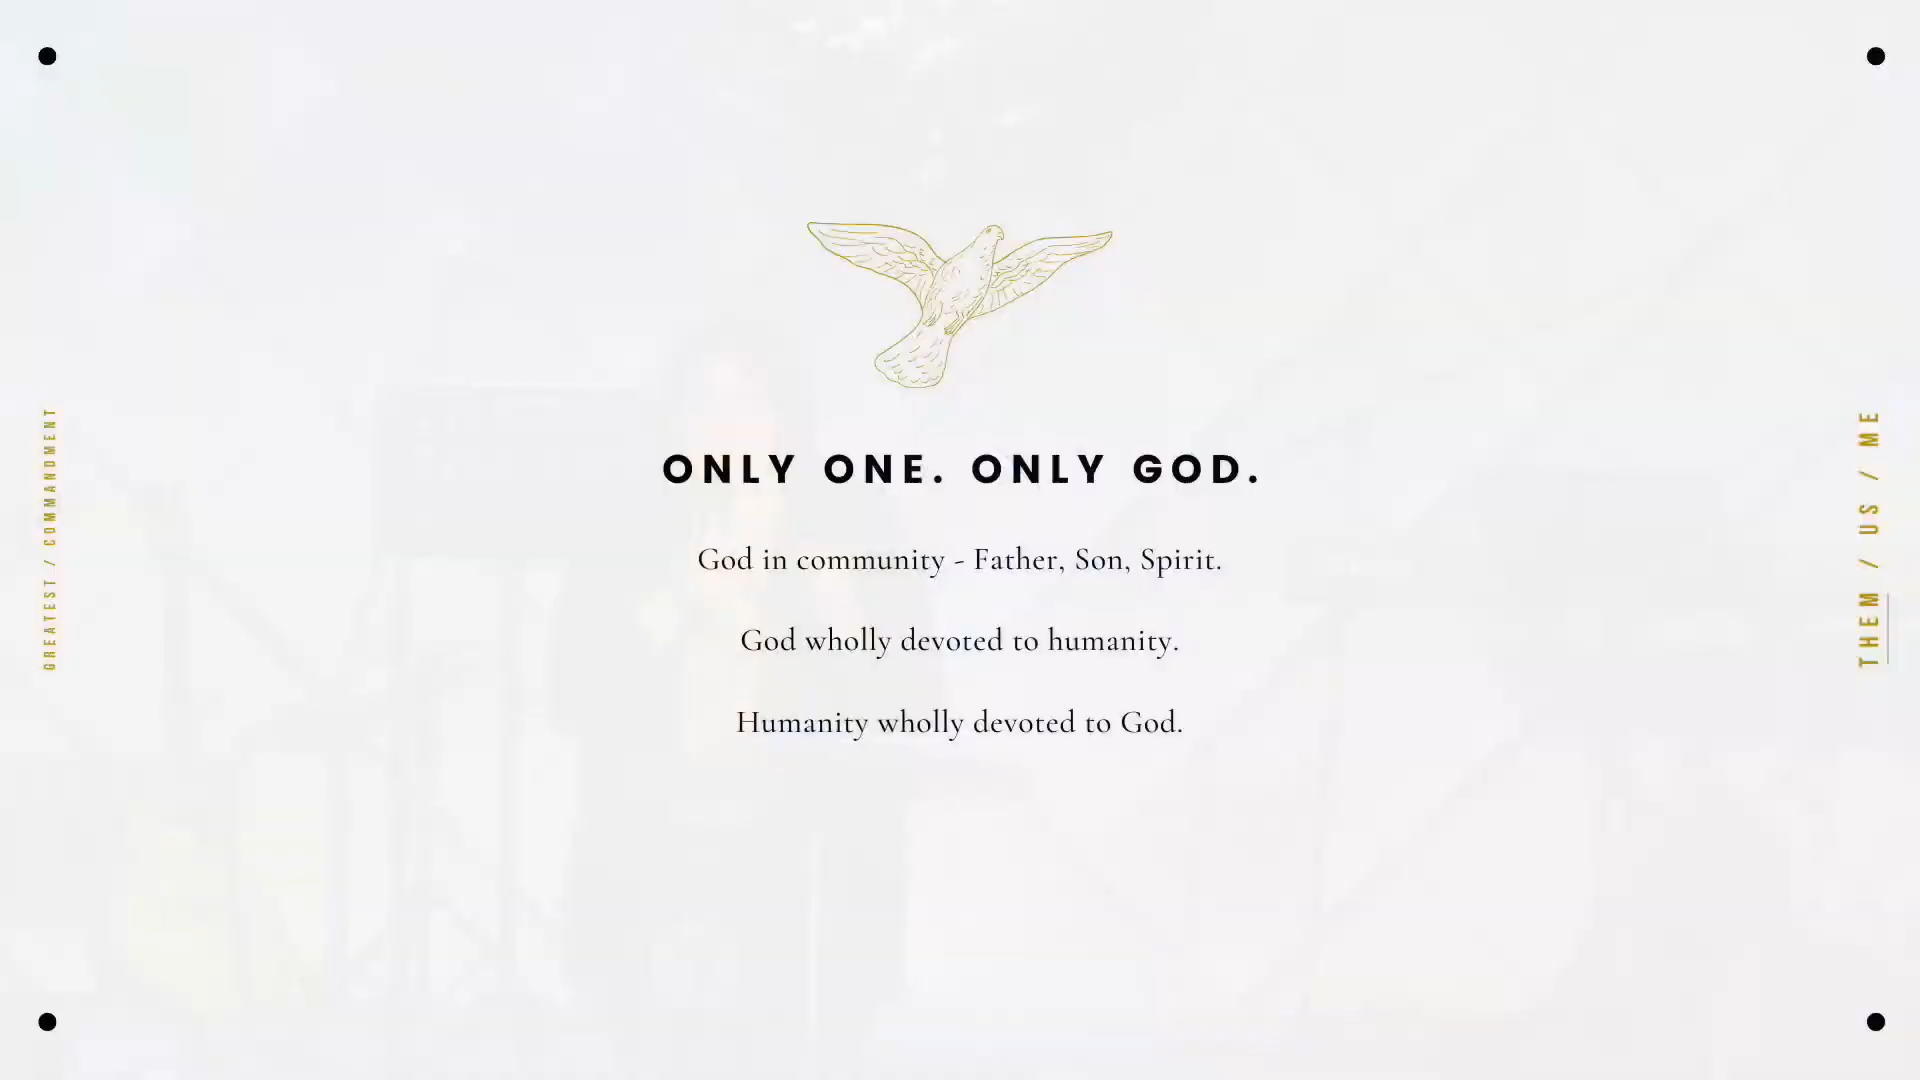 ONLY ONE. ONLY GOD.
God in community - Father, Son, Spirit.
God wholly devoted to humanity.
Humanity wholly devoted to God.
GREATEST / COMMANDMENT
THEM / US / ME